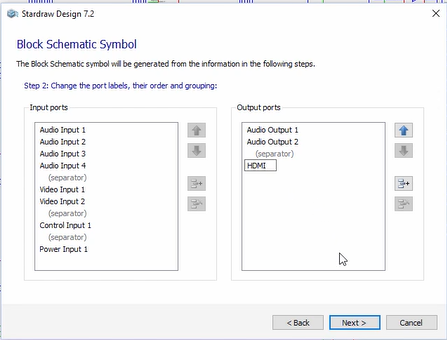 Stardraw Design 7.2
Block Schematic Symbol
The Block Schematic symbol will be generated from the information in the following steps.
Step 2: Change the port labels, their order and grouping:
Input ports
Audio Input 1
Audio Input 2
Audio Input 3
Audio Input 4
(separator)
Video Input 1
Video Input 2
(separator)
Control Input 1
(separator)
Power Input 1
Output ports
Audio Output 1
Audio Output 2
(separator)
HDMI
< Back
Next >
Cancel